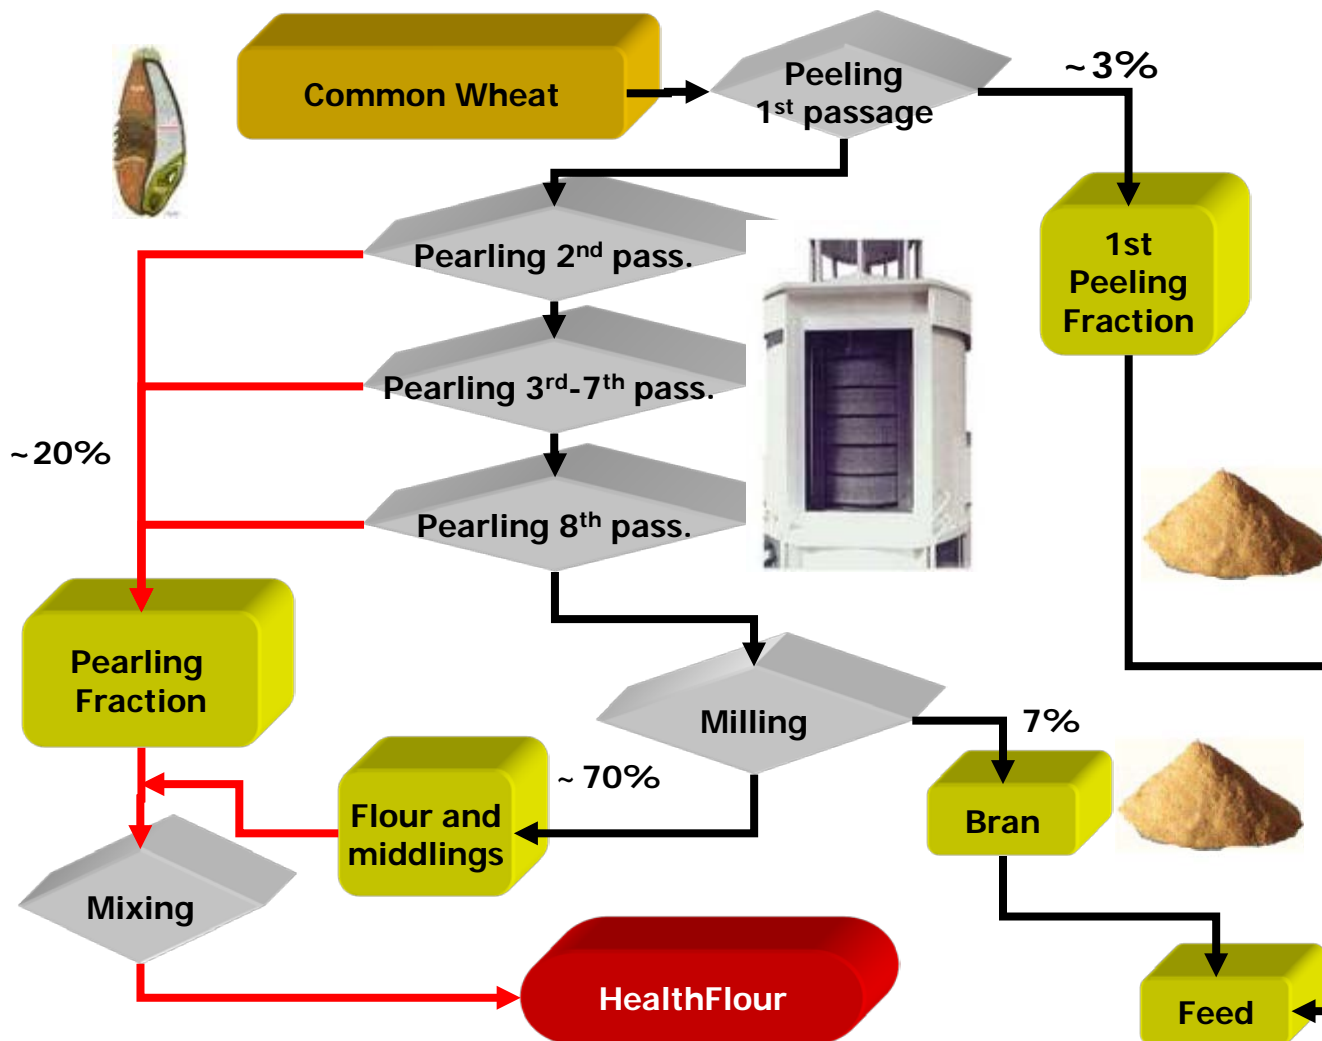 Common Wheat
Peeling
1st passage
~3%
Pearling 2nd pass.
1st
Peeling
Fraction
Pearling 3rd-7th pass.
~20%
Pearling 8th pass.
Pearling
Fraction
Milling
7%
~70%
Flour and
middlings
Bran
Mixing
HealthFlour
Feed